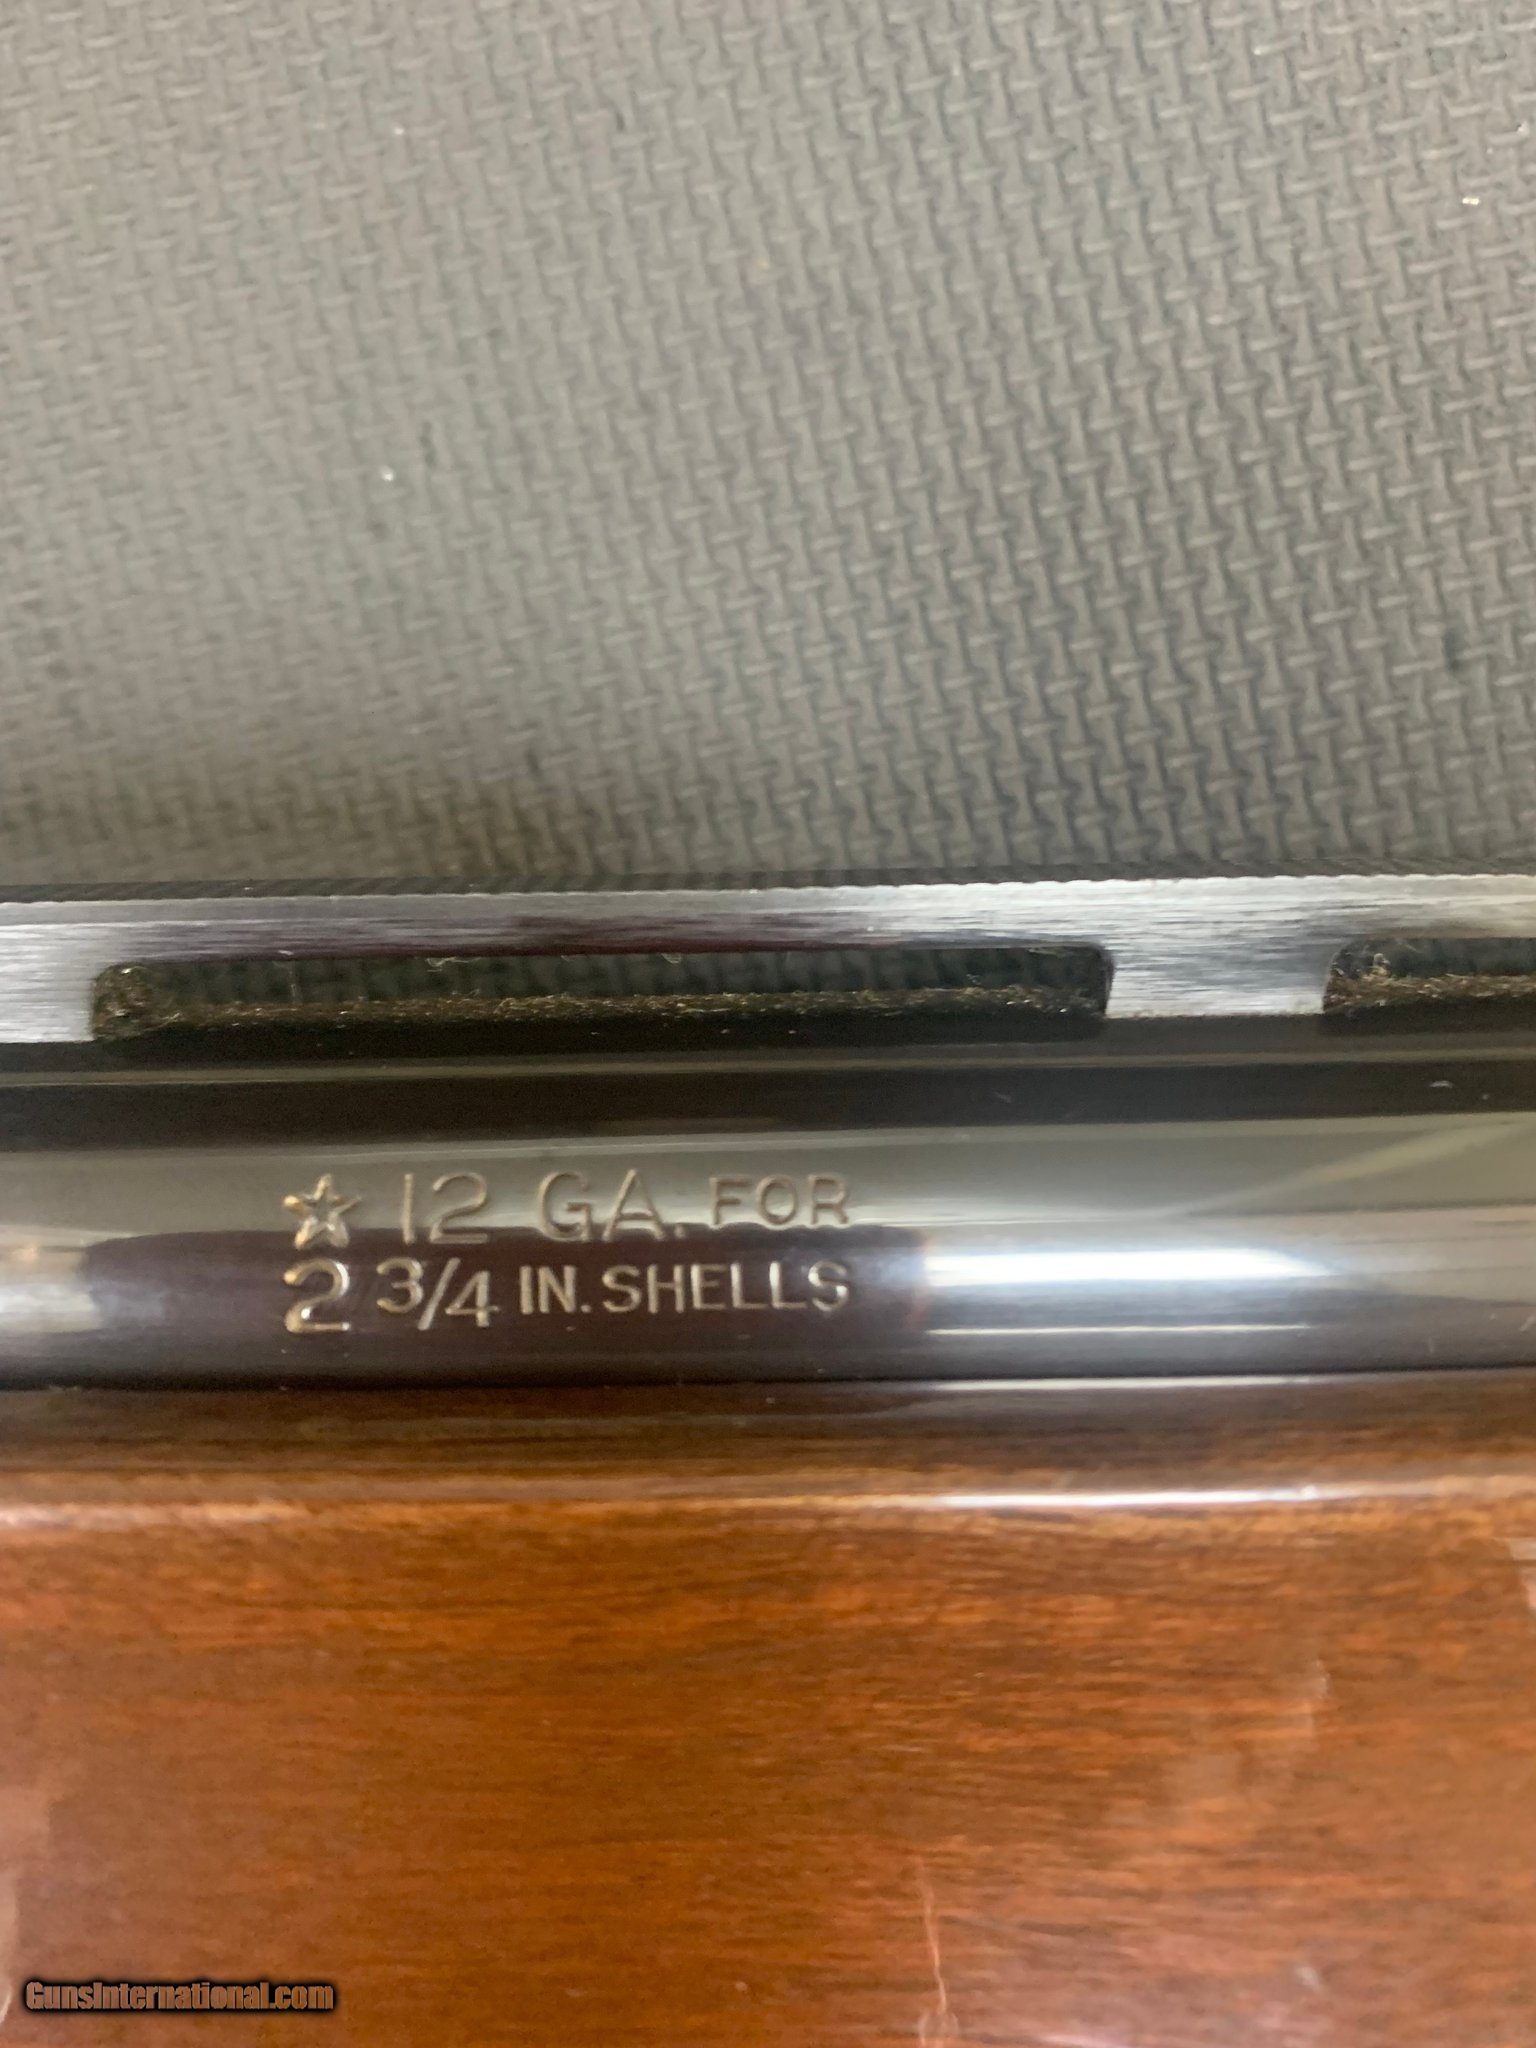 ☆ 12 GA. FOR
2 3/4 IN. SHELLS
GunsInternational.com